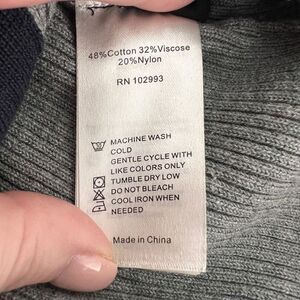 48%Cotton 32%Viscose
20%Nylon
RN 102993
MACHINE WASH
COLD
GENTLE CYCLE WITH
LIKE COLORS ONLY
TUMBLE DRY LOW
DO NOT BLEACH
COOL IRON WHEN
NEEDED
Made in China